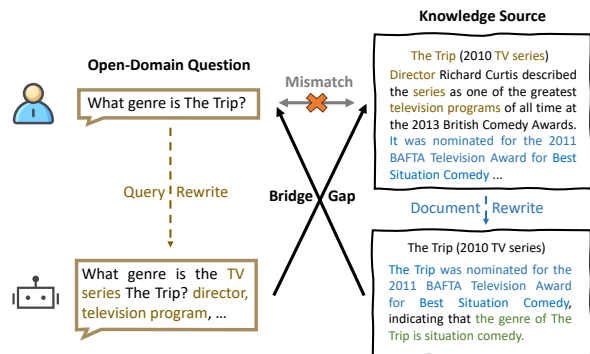 Knowledge Source
Open-Domain Question
The Trip (2010 TV series)
Director Richard Curtis described
the series as one of the greatest
television programs of all time at
the 2013 British Comedy Awards.
It was nominated for the 2011
BAFTA Television Award for Best
Situation Comedy ...
Mismatch
What genre is The Trip?
Query Rewrite
Bridge Gap
Document Rewrite
What genre is the TV
series The Trip? director,
television program, ...
The Trip (2010 TV series)
The Trip was nominated for the
2011 BAFTA Television Award
for Best Situation Comedy,
indicating that the genre of The
Trip is situation comedy.